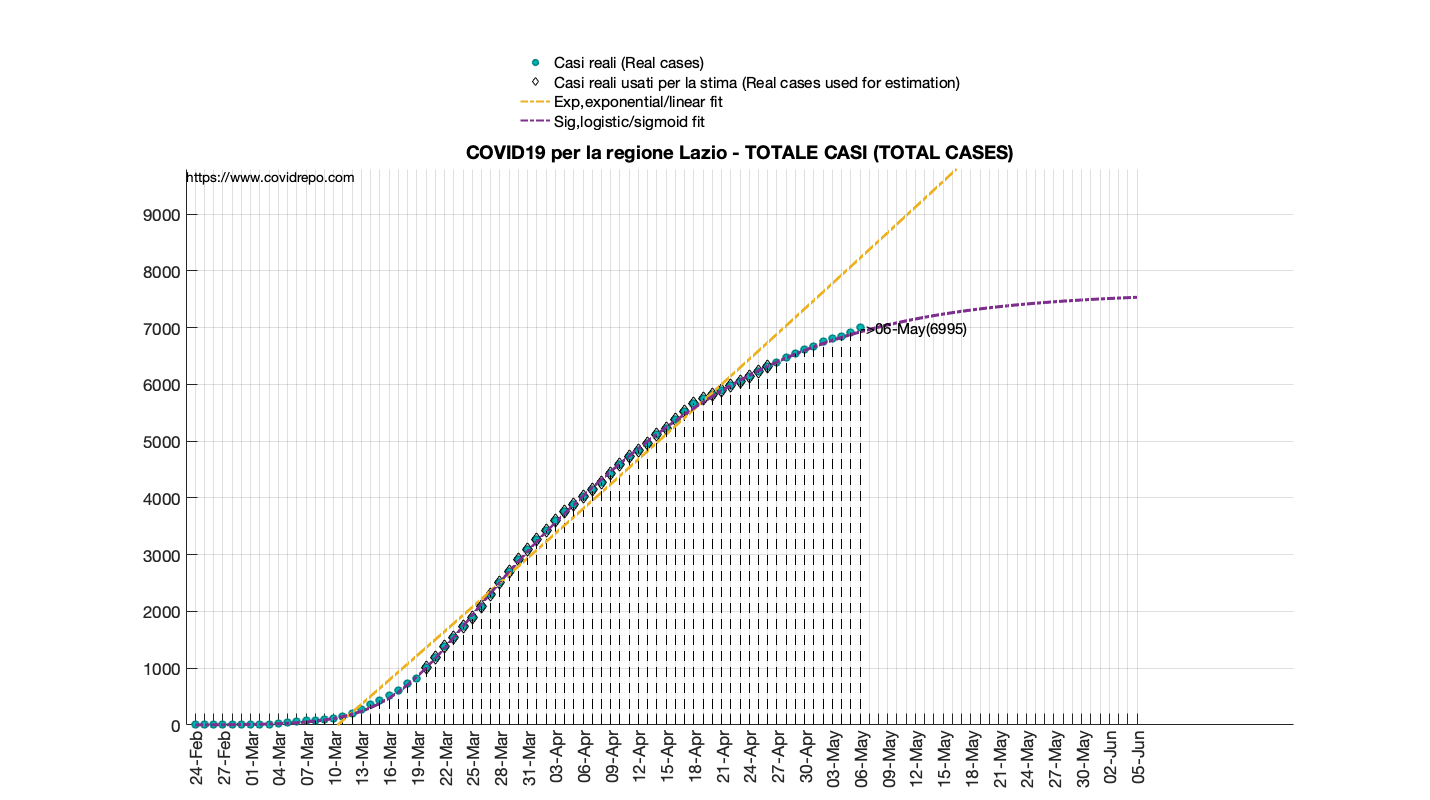 Casi reali (Real cases)
Casi reali usati per la stima (Real cases used for estimation)
Exp,exponential/linear fit
Sig,logistic/sigmoid fit
COVID19 per la regione Lazio - TOTALE CASI (TOTAL CASES)
https://www.covidrepo.com
9000
8000
7000
6000
5000
4000
3000
2000
1000
0
>06-May(6995)
24-Feb
27-Feb
01-Mar
04-Mar
07-Mar
10-Mar
13-Mar
16-Mar
19-Mar
22-Mar
25-Mar
28-Mar
31-Mar
03-Apr
06-Apr
09-Apr
12-Apr
15-Apr
18-Apr
21-Apr
24-Apr
27-Apr
30-Apr
03-May
06-May
09-May
12-May
15-May
18-May
21-May
24-May
27-May
30-May
02-Jun
05-Jun